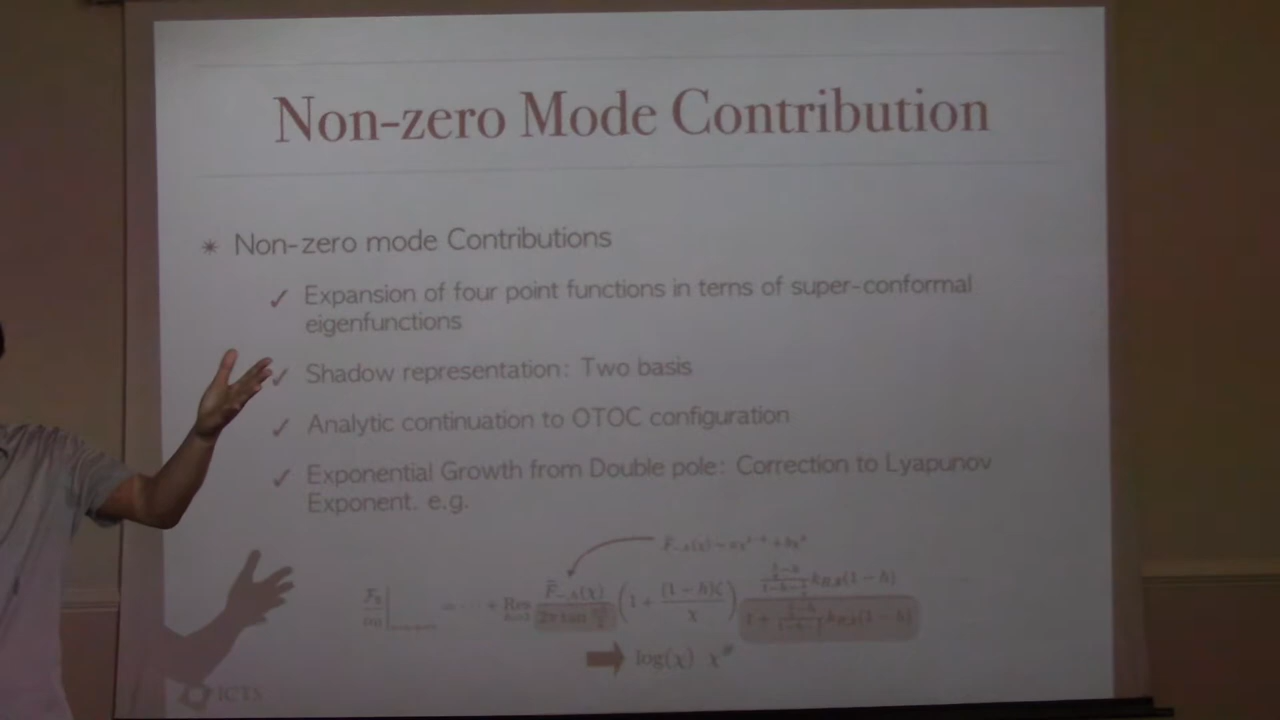 Non-zero Mode Contribution
Non-zero mode Contributions
Expansion of four point functions in terns of super-conformal
eigenfunctions
Shadow representation: Two basis
Analytic continuation to OTOC configuration
Exponential Growth from Double pole: Correction to Lyapunov
Exponent. e.g.
= ··· + Res
log(χ)
ICTS